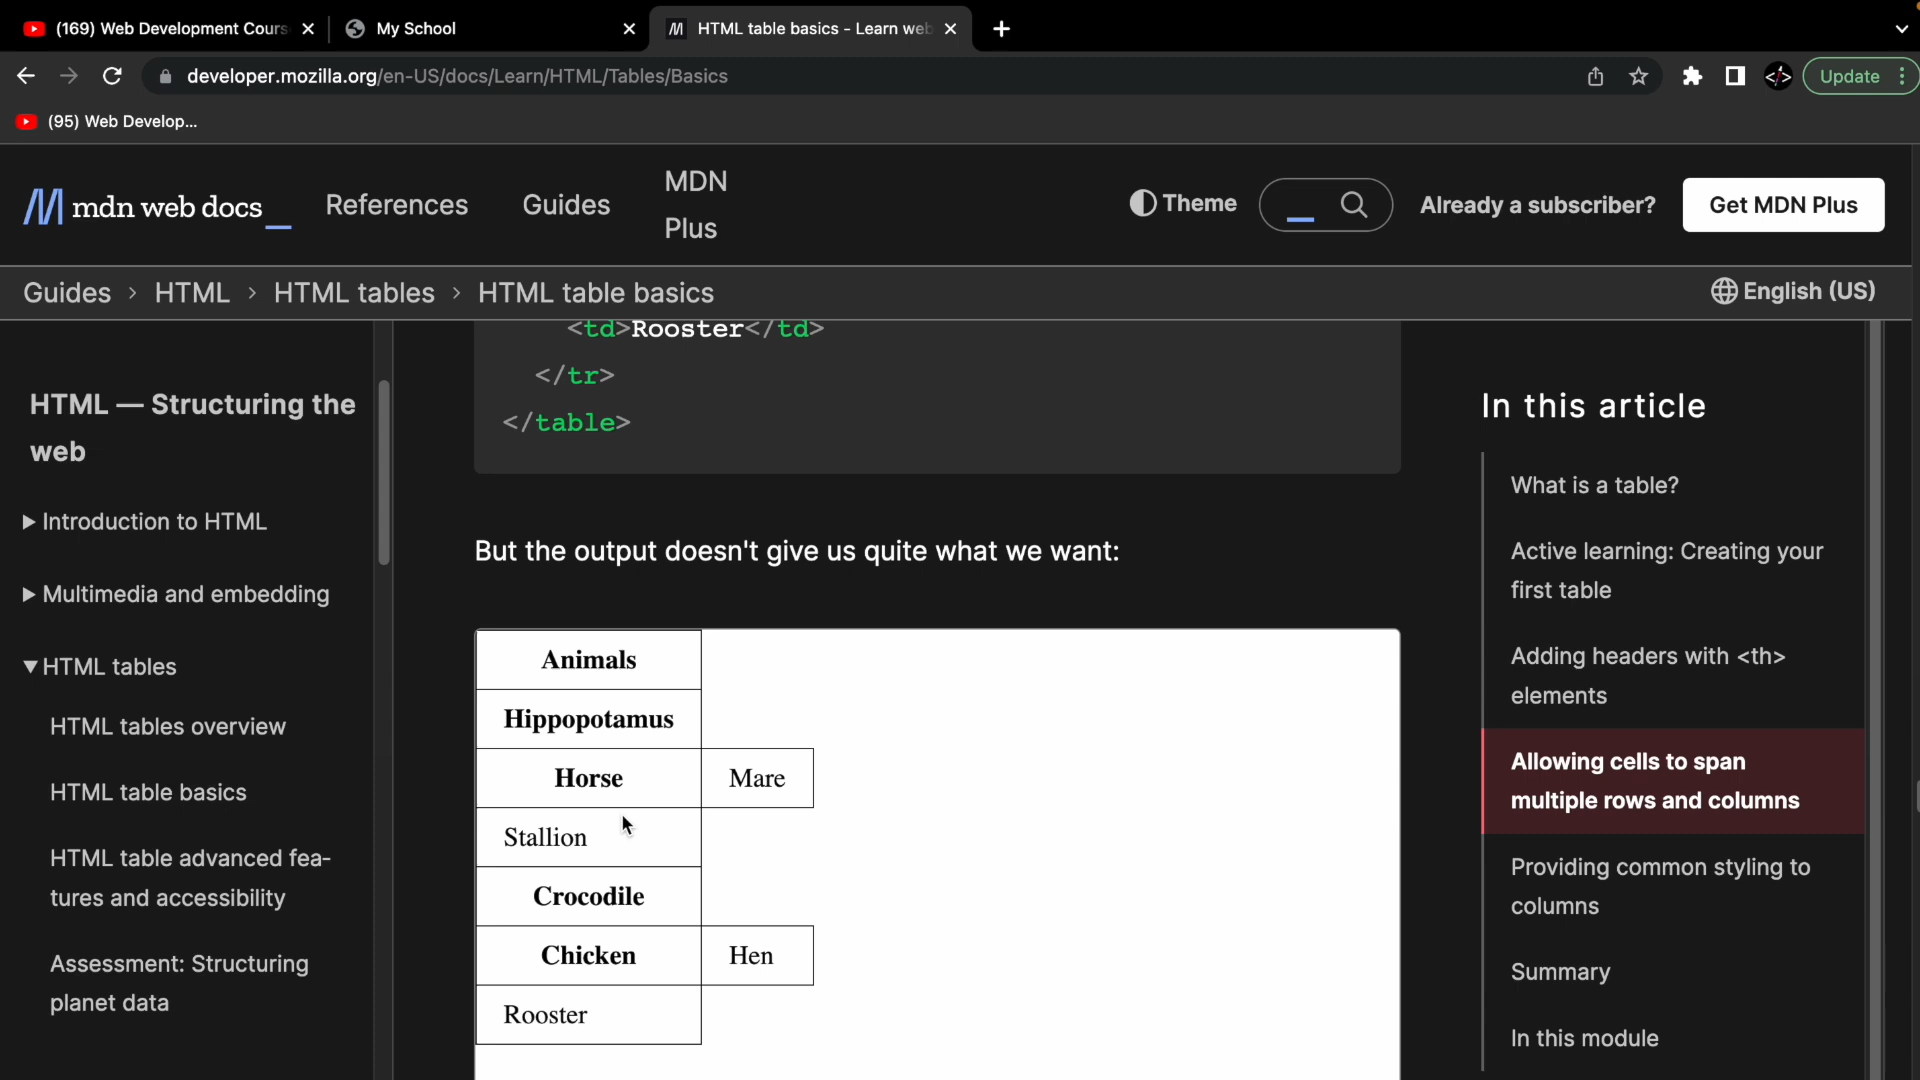 (169) Web Development Cours
My School
HTML table basics - Learn web
developer.mozilla.org/en-US/docs/Learn/HTML/Tables/Basics
Update
(95) Web Develop...
mdn web docs_
References
Guides
MDN
Plus
Theme
Already a subscriber?
Get MDN Plus
Guides > HTML > HTML tables > HTML table basics
English (US)
HTML — Structuring the
web
Introduction to HTML
Multimedia and embedding
HTML tables
HTML tables overview
HTML table basics
HTML table advanced fea-
tures and accessibility
Assessment: Structuring
planet data
<td>Rooster</td>
</tr>
</table>
But the output doesn't give us quite what we want:
Animals
Hippopotamus
Horse Mare
Stallion
Crocodile
Chicken Hen
Rooster
In this article
What is a table?
Active learning: Creating your
first table
Adding headers with <th>
elements
Allowing cells to span
multiple rows and columns
Providing common styling to
columns
Summary
In this module